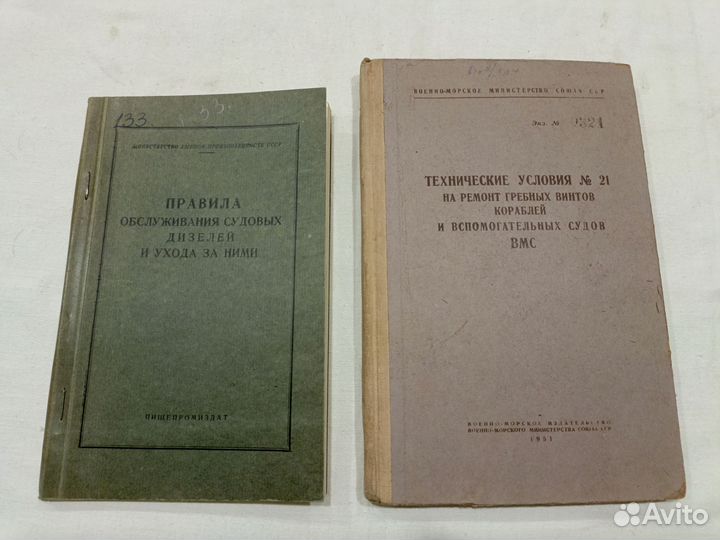 133.
133.
МИНИСТЕРСТВО РЫБНОЙ ПРОМЫШЛЕННОСТИ СССР
ПРАВИЛА
ОБСЛУЖИВАНИЯ СУДОВЫХ
ДИЗЕЛЕЙ
И УХОДА ЗА НИМИ
ПИЩЕПРОМИЗДАТ
ВОЕННО-МОРСКОЕ МИНИСТЕРСТВО СОЮЗА ССР
Экз. №
ТЕХНИЧЕСКИЕ УСЛОВИЯ № 21
НА РЕМОНТ ГРЕБНЫХ ВИНТОВ
КОРАБЛЕЙ
И ВСПОМОГАТЕЛЬНЫХ СУДОВ
ВМС
ВОЕННО-МОРСКОЕ ИЗДАТЕЛЬСТВО
ВОЕННО-МОРСКОГО МИНИСТЕРСТВА СОЮЗА ССР
1951
Avito